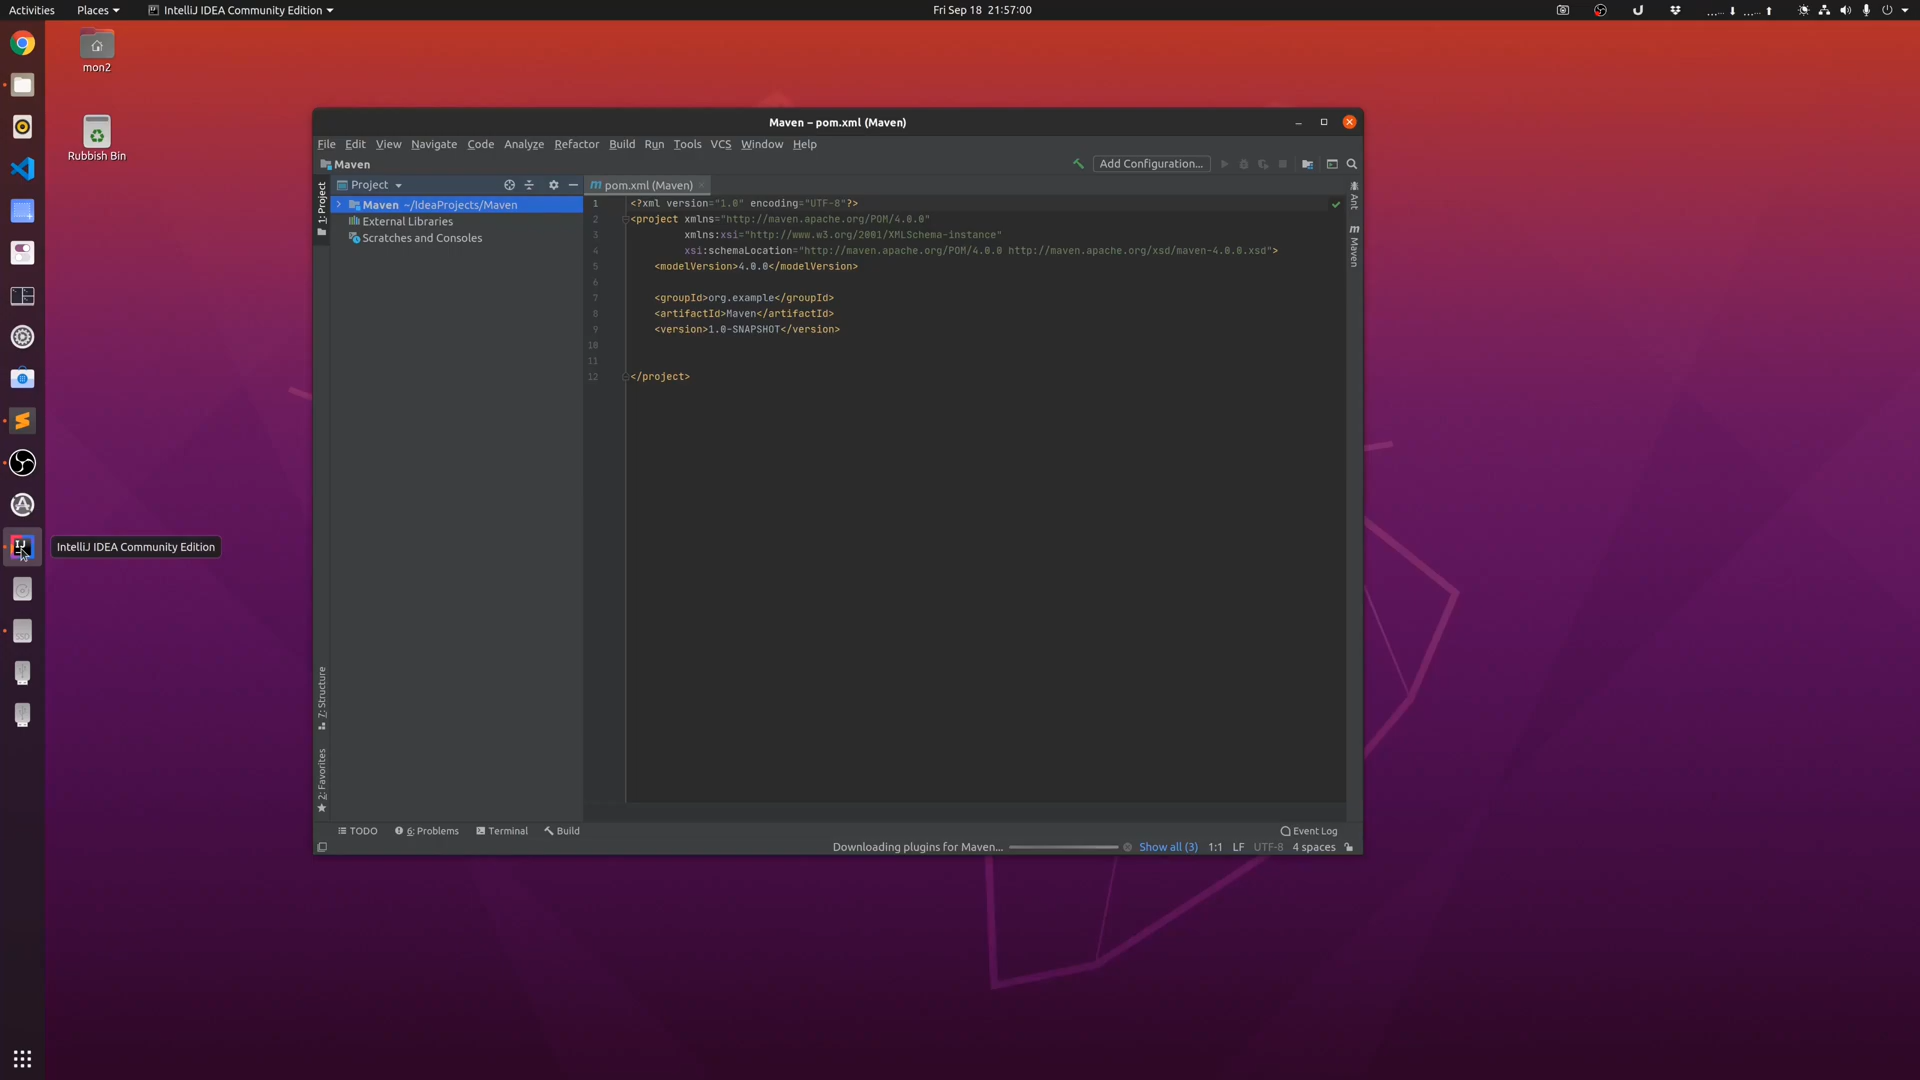 Activities
Places
IntelliJ IDEA Community Edition
Fri Sep 18 21:57:00
mon2
Rubbish Bin
IntelliJ IDEA Community Edition
SSD
Maven – pom.xml (Maven)
File Edit View Navigate Code Analyze Refactor Build Run Tools VCS Window Help
Maven
Add Configuration...
1: Project
Project
Maven ~/IdeaProjects/Maven
External Libraries
Scratches and Consoles
7: Structure
2: Favorites
pom.xml (Maven)
1 <?xml version="1.0" encoding="UTF-8"?>
2 <project xmlns="http://maven.apache.org/POM/4.0.0"
3 xmlns:xsi="http://www.w3.org/2001/XMLSchema-instance"
4 xsi:schemaLocation="http://maven.apache.org/POM/4.0.0 http://maven.apache.org/xsd/maven-4.0.0.xsd">
5 <modelVersion>4.0.0</modelVersion>
6
7 <groupId>org.example</groupId>
8 <artifactId>Maven</artifactId>
9 <version>1.0-SNAPSHOT</version>
10
11
12 </project>
Ant
Maven
TODO
6: Problems
Terminal
Build
Event Log
Downloading plugins for Maven...
Show all (3)
1:1 LF UTF-8 4 spaces